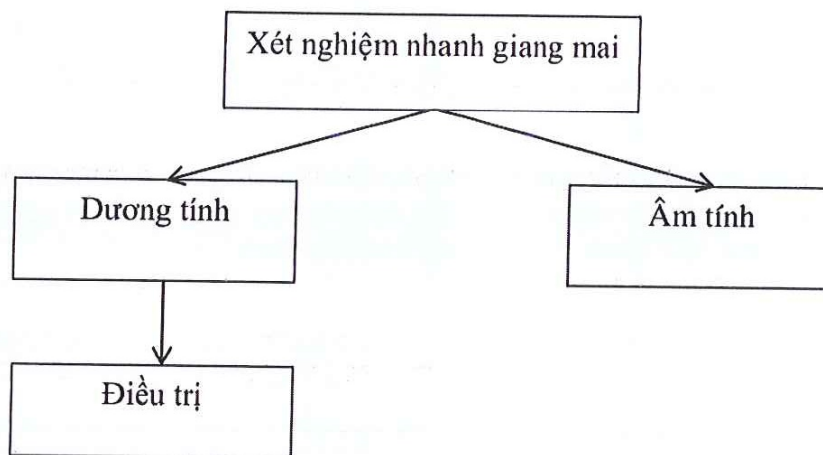 Xét nghiệm nhanh giang mai
Dương tính
Âm tính
Điều trị